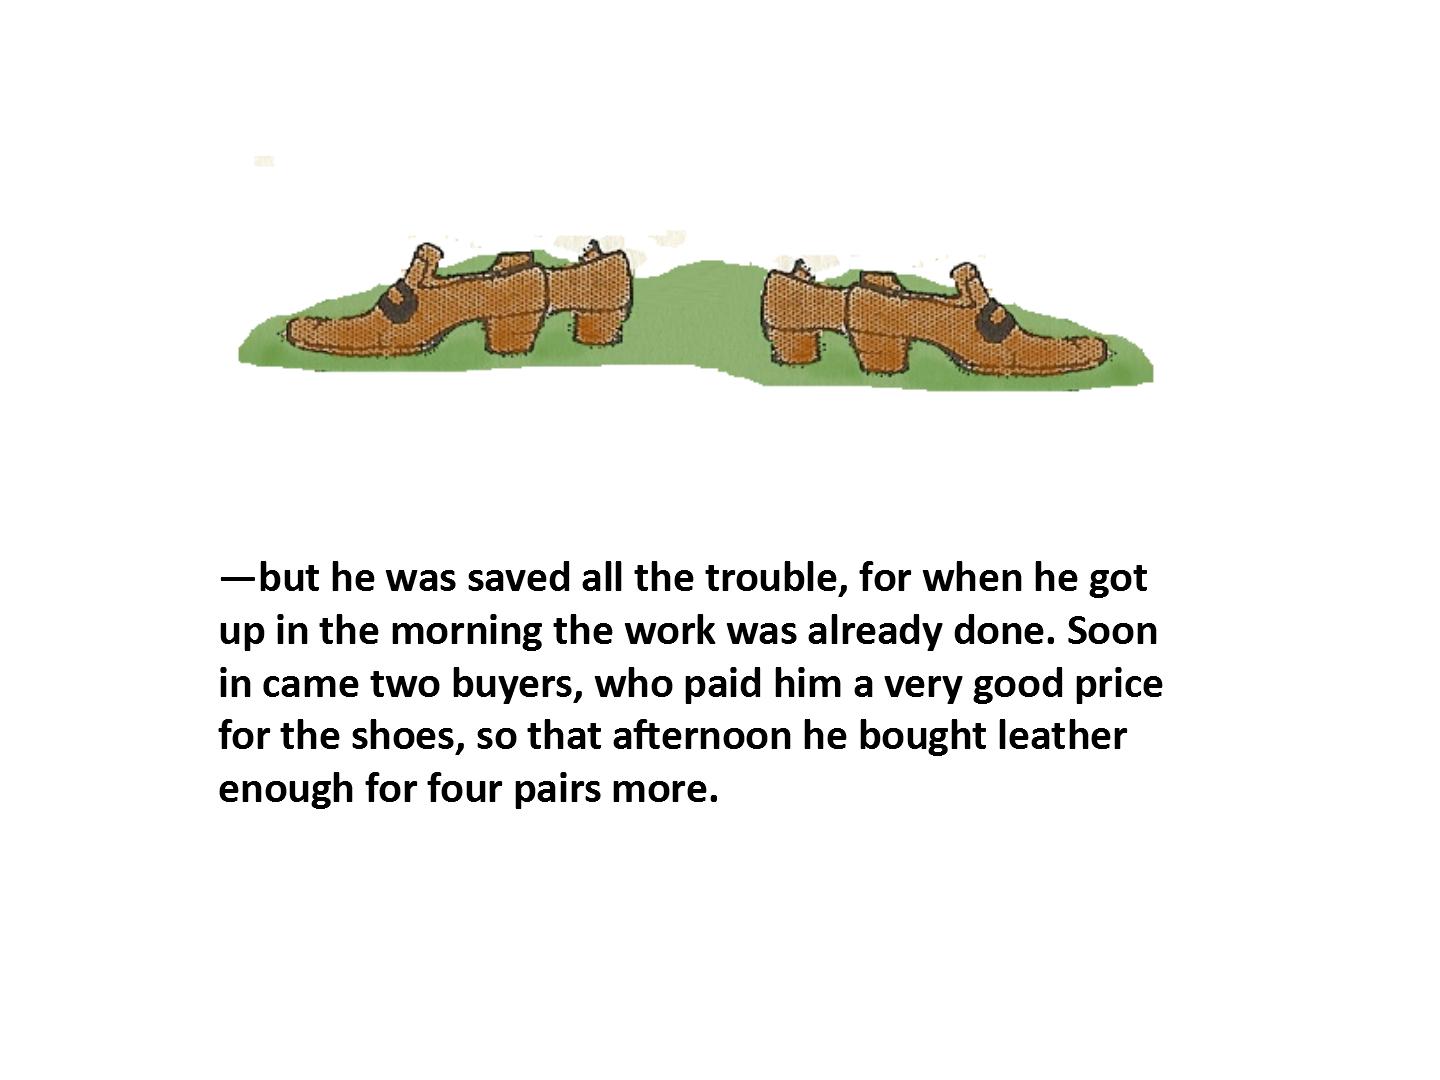 —but he was saved all the trouble, for when he got
up in the morning the work was already done. Soon
in came two buyers, who paid him a very good price
for the shoes, so that afternoon he bought leather
enough for four pairs more.